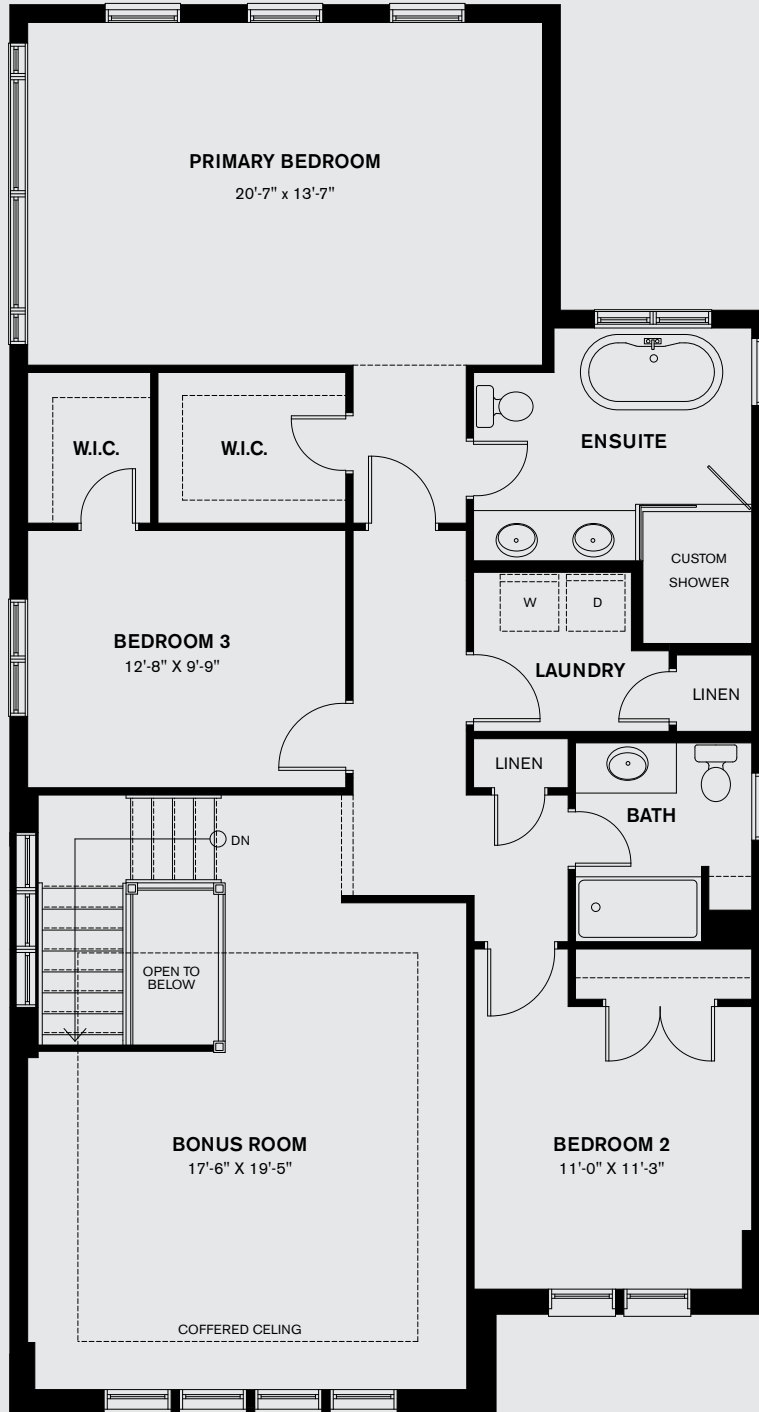 PRIMARY BEDROOM
20'-7" x 13'-7"
W.I.C.
W.I.C.
ENSUITE
CUSTOM
SHOWER
W
D
BEDROOM 3
12'-8" X 9'-9"
LAUNDRY
LINEN
LINEN
BATH
DN
OPEN TO
BELOW
BONUS ROOM
17'-6" X 19'-5"
BEDROOM 2
11'-0" X 11'-3"
COFFERED CELING